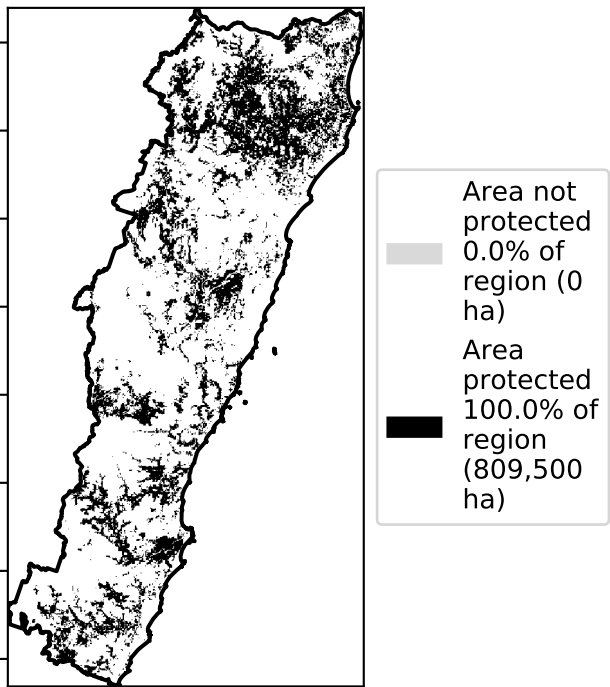 Area not
protected
0.0% of
region (0
ha)
Area
protected
100.0% of
region
(809,500
ha)